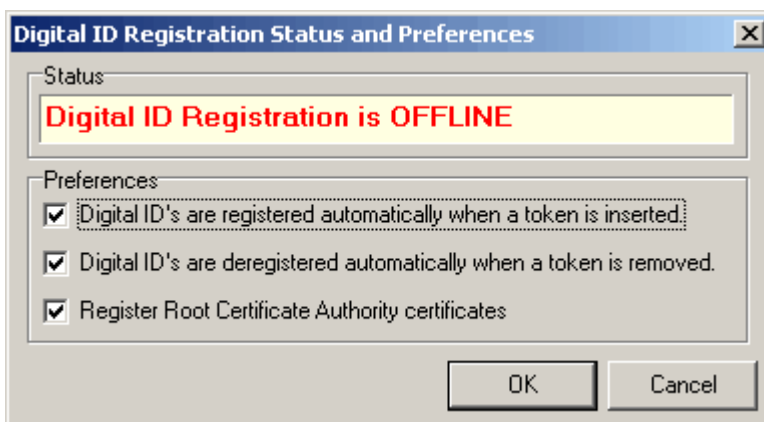 Digital ID Registration Status and Preferences
Status
Digital ID Registration is OFFLINE
Preferences
Digital ID's are registered automatically when a token is inserted.
Digital ID's are deregistered automatically when a token is removed.
Register Root Certificate Authority certificates
OK Cancel